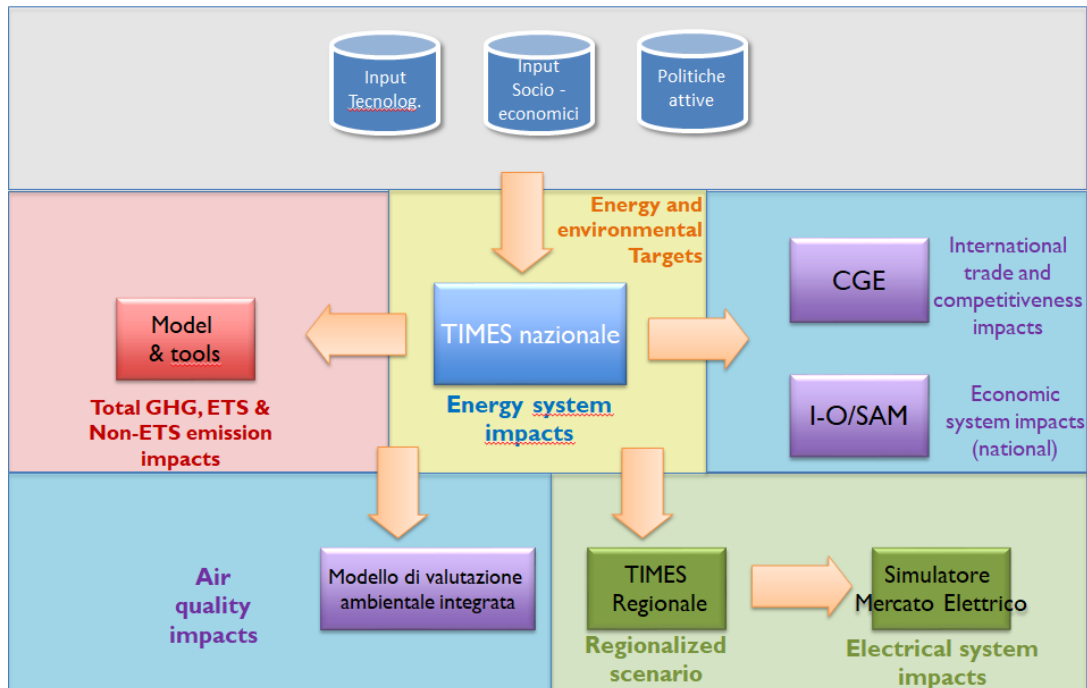 Input
Tecnolog.
Input
Socio -
economici
Politiche
attive
Energy and
environmental
Targets
TIMES nazionale
Energy system
impacts
Model
& tools
Total GHG, ETS &
Non-ETS emission
impacts
CGE
International
trade and
competitiveness
impacts
I-O/SAM
Economic
system impacts
(national)
Air
quality
impacts
Modello di valutazione
ambientale integrata
TIMES
Regionale
Regionalized
scenario
Simulatore
Mercato Elettrico
Electrical system
impacts